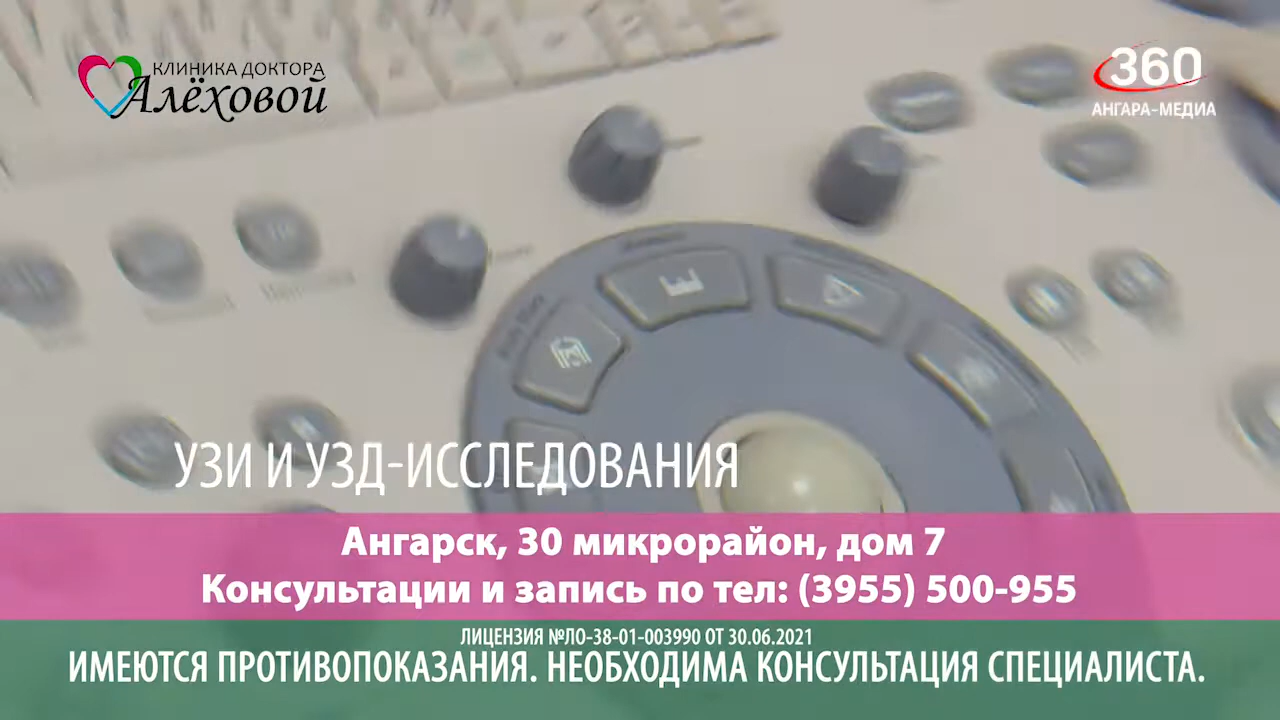 КЛИНИКА ДОКТОРА
Алёховой
360
АНГАРА-МЕДИА
УЗИ И УЗД-ИССЛЕДОВАНИЯ
Ангарск, 30 микрорайон, дом 7
Консультации и запись по тел: (3955) 500-955
ЛИЦЕНЗИЯ №ЛО-38-01-003990 ОТ 30.06.2021
ИМЕЮТСЯ ПРОТИВОПОКАЗАНИЯ. НЕОБХОДИМА КОНСУЛЬТАЦИЯ СПЕЦИАЛИСТА.